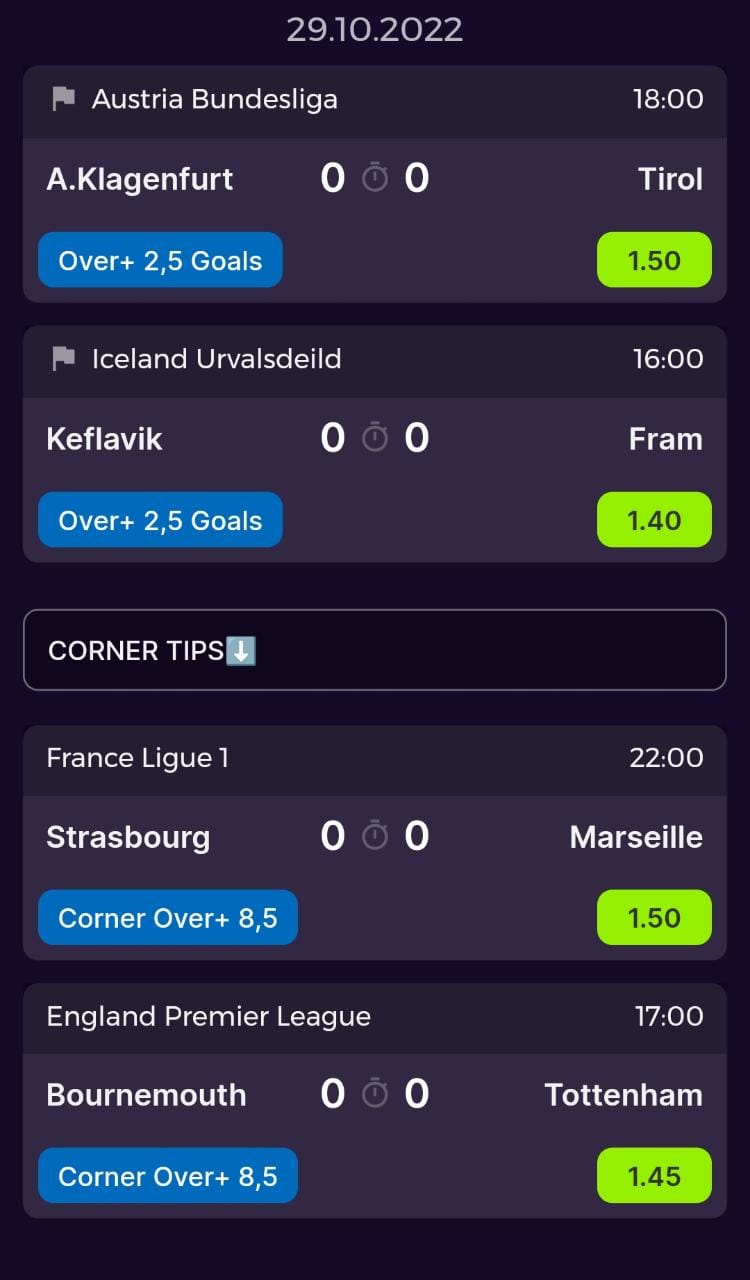 29.10.2022
Austria Bundesliga 18:00
A.Klagenfurt 0 0 Tirol
Over+ 2,5 Goals 1.50
Iceland Urvalsdeild 16:00
Keflavik 0 0 Fram
Over+ 2,5 Goals 1.40
CORNER TIPS⬇️
France Ligue 1 22:00
Strasbourg 0 0 Marseille
Corner Over+ 8,5 1.50
England Premier League 17:00
Bournemouth 0 0 Tottenham
Corner Over+ 8,5 1.45